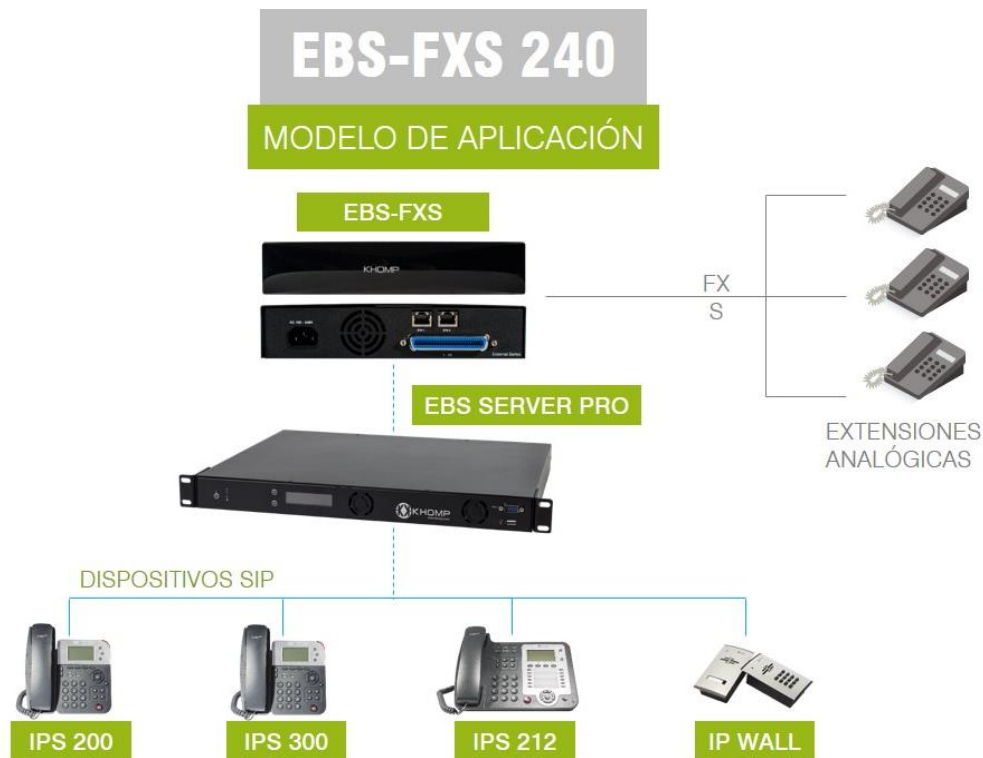 EBS-FXS 240
MODELO DE APLICACIÓN
EBS-FXS
KHOMP
FX
S
EBS SERVER PRO
EXTENSIONES
ANALÓGICAS
KHOMP
DISPOSITIVOS SIP
IPS 200
IPS 300
IPS 212
IP WALL